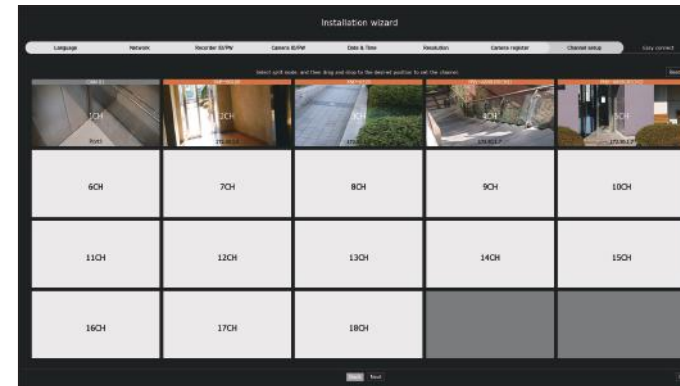 Installation wizard
Language Network Recorder ID/PW Camera ID/PW Date & Time Resolution Camera register Channel setup Easy connect
Select split mode, and then drag and drop to the desired position to set the channel.
1CH 2CH 3CH 4CH 5CH
6CH 7CH 8CH 9CH 10CH
11CH 12CH 13CH 14CH 15CH
16CH 17CH 18CH
Next